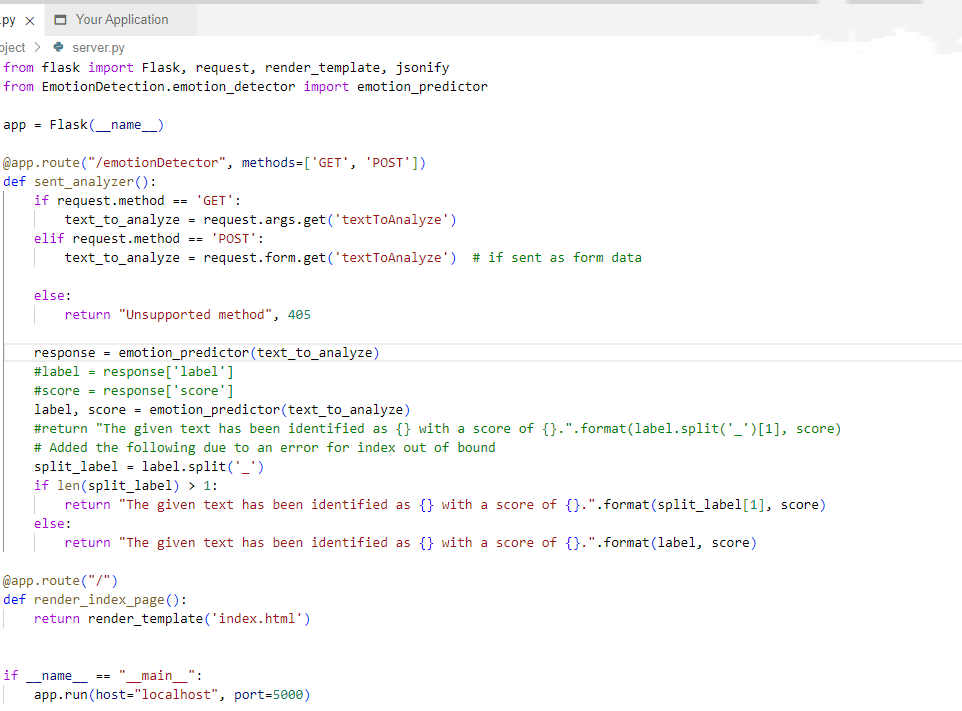 .py × Your Application
oject > server.py
from flask import Flask, request, render_template, jsonify
from EmotionDetection.emotion_detector import emotion_predictor

app = Flask(__name__)

@app.route("/emotionDetector", methods=['GET', 'POST'])
def sent_analyzer():
    if request.method == 'GET':
        text_to_analyze = request.args.get('textToAnalyze')
    elif request.method == 'POST':
        text_to_analyze = request.form.get('textToAnalyze')  # if sent as form data

    else:
        return "Unsupported method", 405

    response = emotion_predictor(text_to_analyze)
    #label = response['label']
    #score = response['score']
    label, score = emotion_predictor(text_to_analyze)
    #return "The given text has been identified as {} with a score of {}.".format(label.split('_')[1], score)
    # Added the following due to an error for index out of bound
    split_label = label.split('_')
    if len(split_label) > 1:
        return "The given text has been identified as {} with a score of {}.".format(split_label[1], score)
    else:
        return "The given text has been identified as {} with a score of {}.".format(label, score)

@app.route("/")
def render_index_page():
    return render_template('index.html')


if __name__ == "__main__":
    app.run(host="localhost", port=5000)